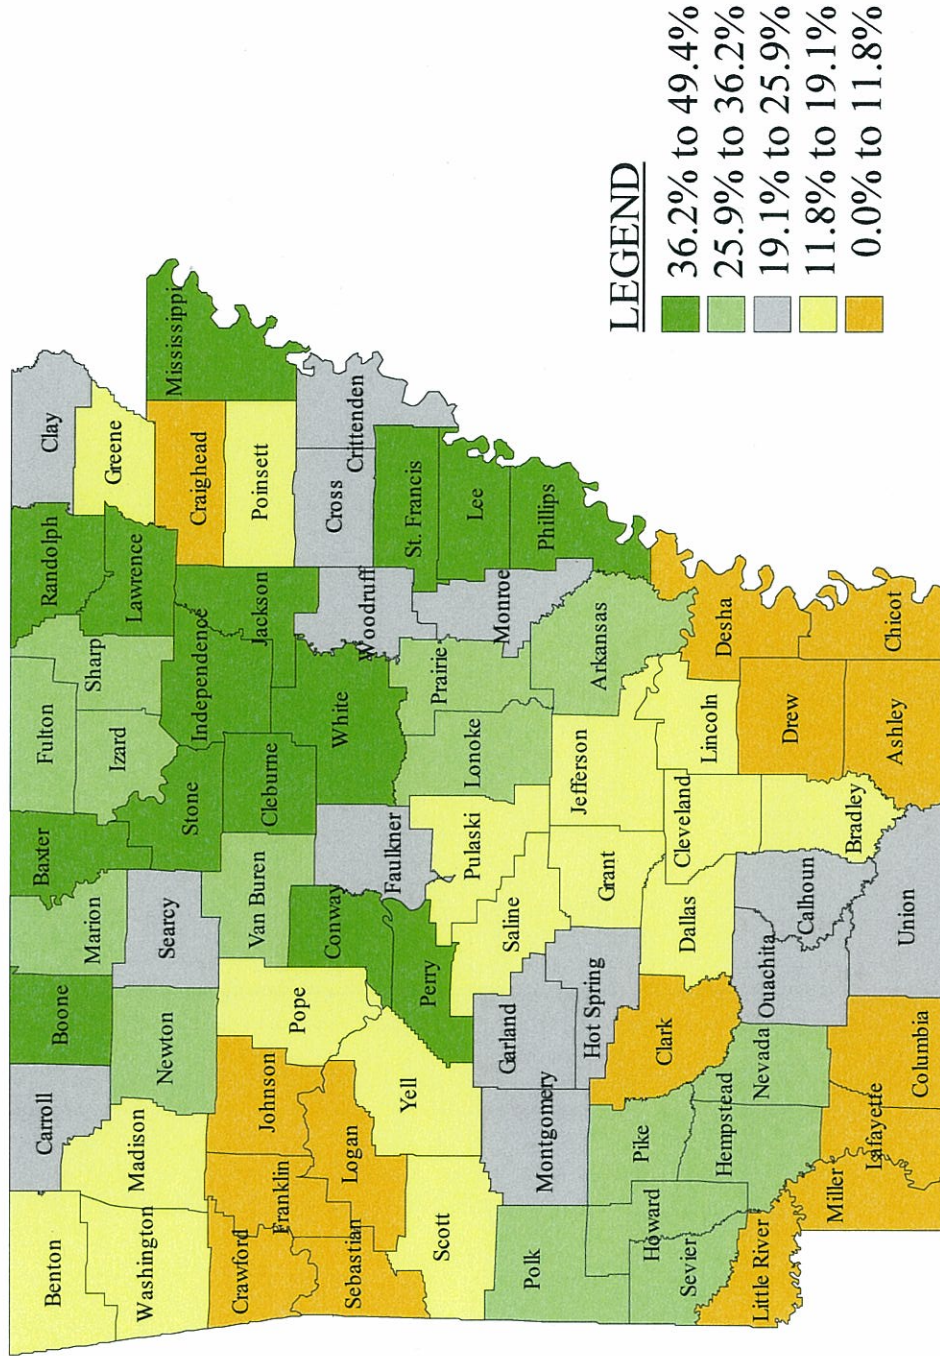 Benton
Carroll
Boone
Marion
Baxter
Fulton
Randolph
Clay
Washington
Madison
Newton
Searcy
Izard
Sharp
Lawrence
Greene
Mississippi
Crawford
Franklin
Johnson
Pope
Van Buren
Stone
Cleburne
Independence
Jackson
Craighead
Poinsett
Sebastian
Logan
Conway
Faulkner
White
Woodruff
Cross
Crittenden
Scott
Yell
Perry
Pulaski
Lonoke
Prairie
Monroe
St. Francis
Lee
Phillips
Polk
Montgomery
Garland
Saline
Hot Spring
Grant
Jefferson
Arkansas
Howard
Pike
Clark
Dallas
Cleveland
Lincoln
Desha
Sevier
Hempstead
Nevada
Ouachita
Calhoun
Bradley
Drew
Little River
Miller
Lafayette
Columbia
Union
Ashley
Chicot
LEGEND
36.2% to 49.4%
25.9% to 36.2%
19.1% to 25.9%
11.8% to 19.1%
0.0% to 11.8%